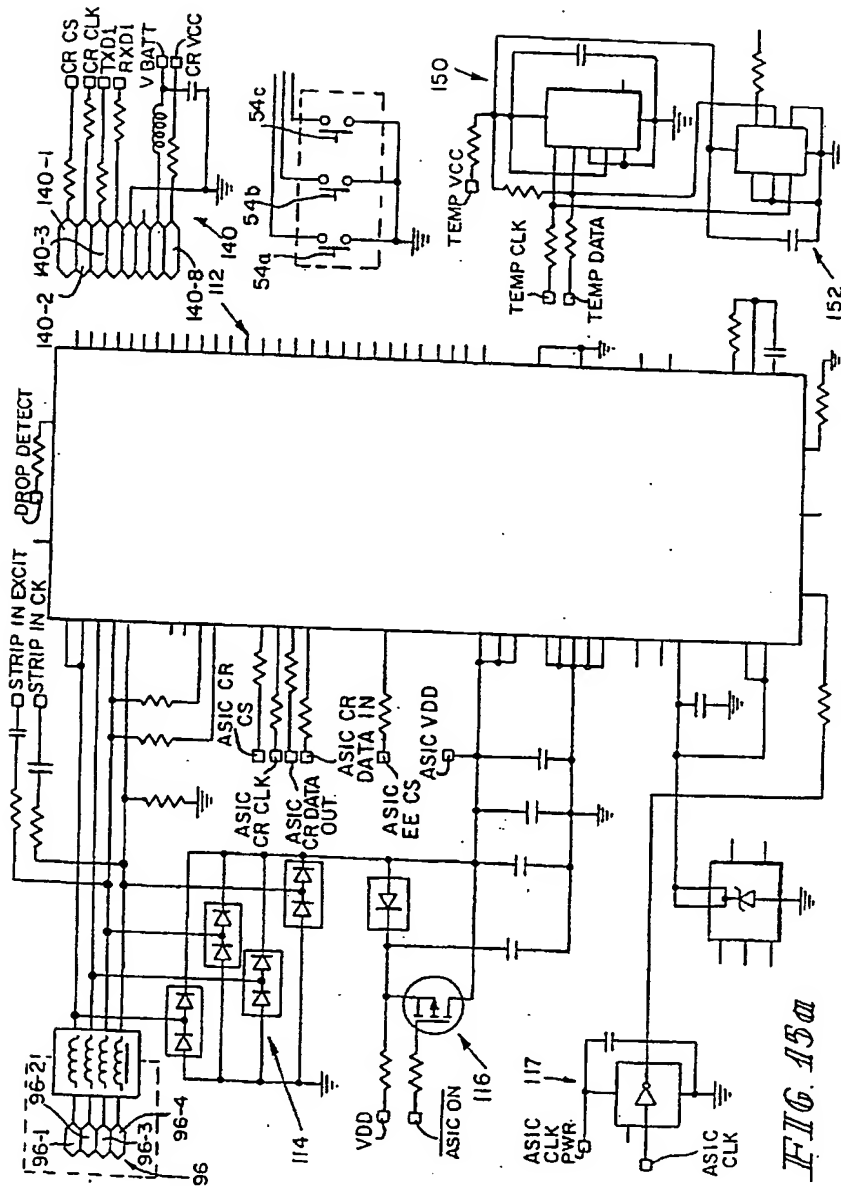 DROP DETECT
STRIP IN EXCIT
STRIP IN CK
96-2
96-1
96-3
96-4
96
ASIC CR
CS
ASIC
CR CLK
ASIC
CR DATA
OUT
ASIC CR
DATA IN
ASIC
EE CS
ASIC VDD
114
VDD
ASIC ON
116
ASIC
CLK
PWR.
117
ASIC
CLK
140-1
140-3
140-2
140-8
140
112
CR CS
CR CLK
TXD1
RXD1
V BATT
CR VCC
54a
54b
54c
TEMP VCC
150
TEMP CLK
TEMP DATA
152
FIG. 15a